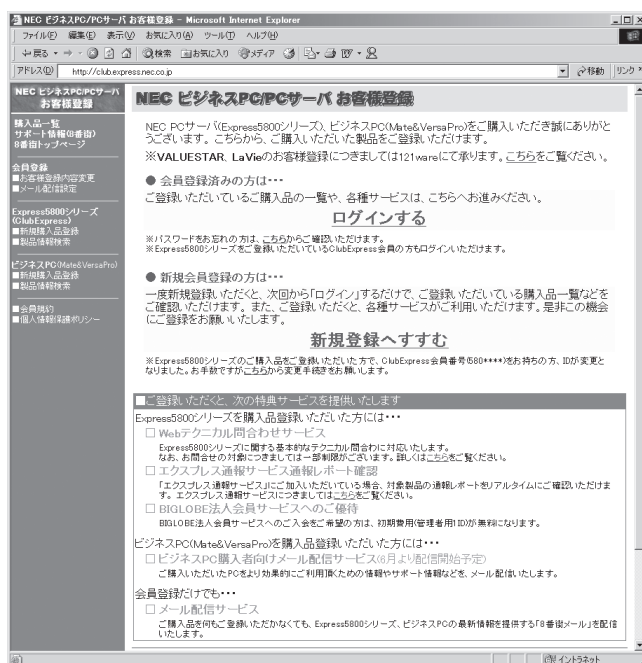 NEC ビジネスPC/PCサーバ お客様登録 - Microsoft Internet Explorer
ファイル(F) 編集(E) 表示(V) お気に入り(A) ツール(T) ヘルプ(H)
戻る 検索 お気に入り メディア
アドレス(D) http://club.express.nec.co.jp 移動 リンク
NEC ビジネスPC/PCサーバ
お客様登録
購入品一覧
サポート情報(8番街)
8番街トップページ
会員登録
■お客様登録内容変更
■メール配信設定
Express5800シリーズ
(ClubExpress)
■新規購入品登録
■製品情報検索
ビジネスPC(Mate&VersaPro)
■新規購入品登録
■製品情報検索
■会員規約
■個人情報保護ポリシー
NEC ビジネスPC/PCサーバ お客様登録
NEC PCサーバ(Express5800シリーズ)、ビジネスPC(Mate&VersaPro)をご購入いただき誠にありがと
うございます。こちらから、ご購入いただいた製品をご登録いただけます。
※VALUESTAR、LaVieのお客様登録につきましては121wareにて承ります。こちらをご覧ください。
● 会員登録済みの方は・・・
ご登録いただいているご購入品の一覧や、各種サービスは、こちらへお進みください。
ログインする
※パスワードをお忘れの方は、こちらからご確認いただけます。
※Express5800シリーズをご登録いただいているClubExpress会員の方もログインいただけます。
● 新規会員登録の方は・・・
一度新規登録いただくと、次回から「ログイン」するだけで、ご登録いただいている購入品一覧などを
ご確認いただけます。また、ご登録いただくと、各種サービスがご利用いただけます。是非この機会
にご登録をお願いいたします。
新規登録へすすむ
※Express5800シリーズのご購入品をご登録いただいた方で、ClubExpress会員番号(580****)をお持ちの方、IDが変更と
なりました。お手数ですがこちらから変更手続きをお願いします。
■ご登録いただくと、次の特典サービスを提供いたします
Express5800シリーズを購入品登録いただいた方には・・・
□ Webテクニカル問合わせサービス
Express5800シリーズに関する基本的なテクニカル問合わに対応いたします。
なお、お問合せの対象につきましては一部制限がございます。詳しくはこちらをご覧ください。
□ エクスプレス通報サービス通報レポート確認
「エクスプレス通報サービス」にご加入いただいている場合、対象製品の通報レポートをリアルタイムにご確認いただけま
す。エクスプレス通報サービスにつきましてはこちらをご覧ください。
□ BIGLOBE法人会員サービスへのご優待
BIGLOBE法人会員サービスへのご入会をご希望の方は、初期費用(管理者用1ID)が無料になります。
ビジネスPC(Mate&VersaPro)を購入品登録いただいた方には・・・
□ ビジネスPC購入者向けメール配信サービス(6月より配信開始予定)
ご購入いただいたPCをより効果的にご利用頂くための情報やサポート情報などを、メール配信いたします。
会員登録だけでも・・・
□ メール配信サービス
ご購入品を何もご登録いただかなくても、Express5800シリーズ、ビジネスPCの最新情報を提供する「8番街メール」を配信
いたします。
イントラネット